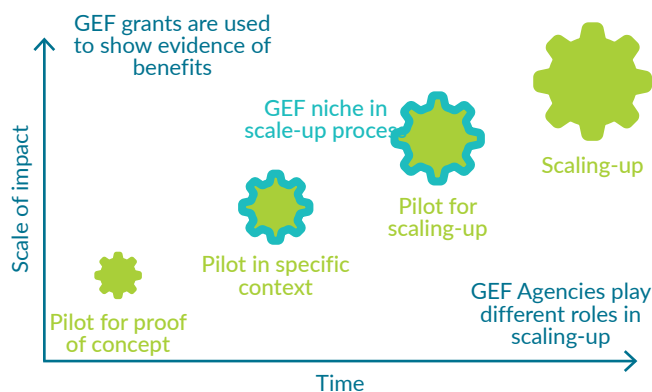 GEF grants are used
to show evidence of
benefits
GEF niche in
scale-up proces
Scaling-up
Pilot for
scaling-up
Pilot in specific
context
Pilot for proof
of concept
GEF Agencies play
different roles in
scaling-up
Scale of impact
Time